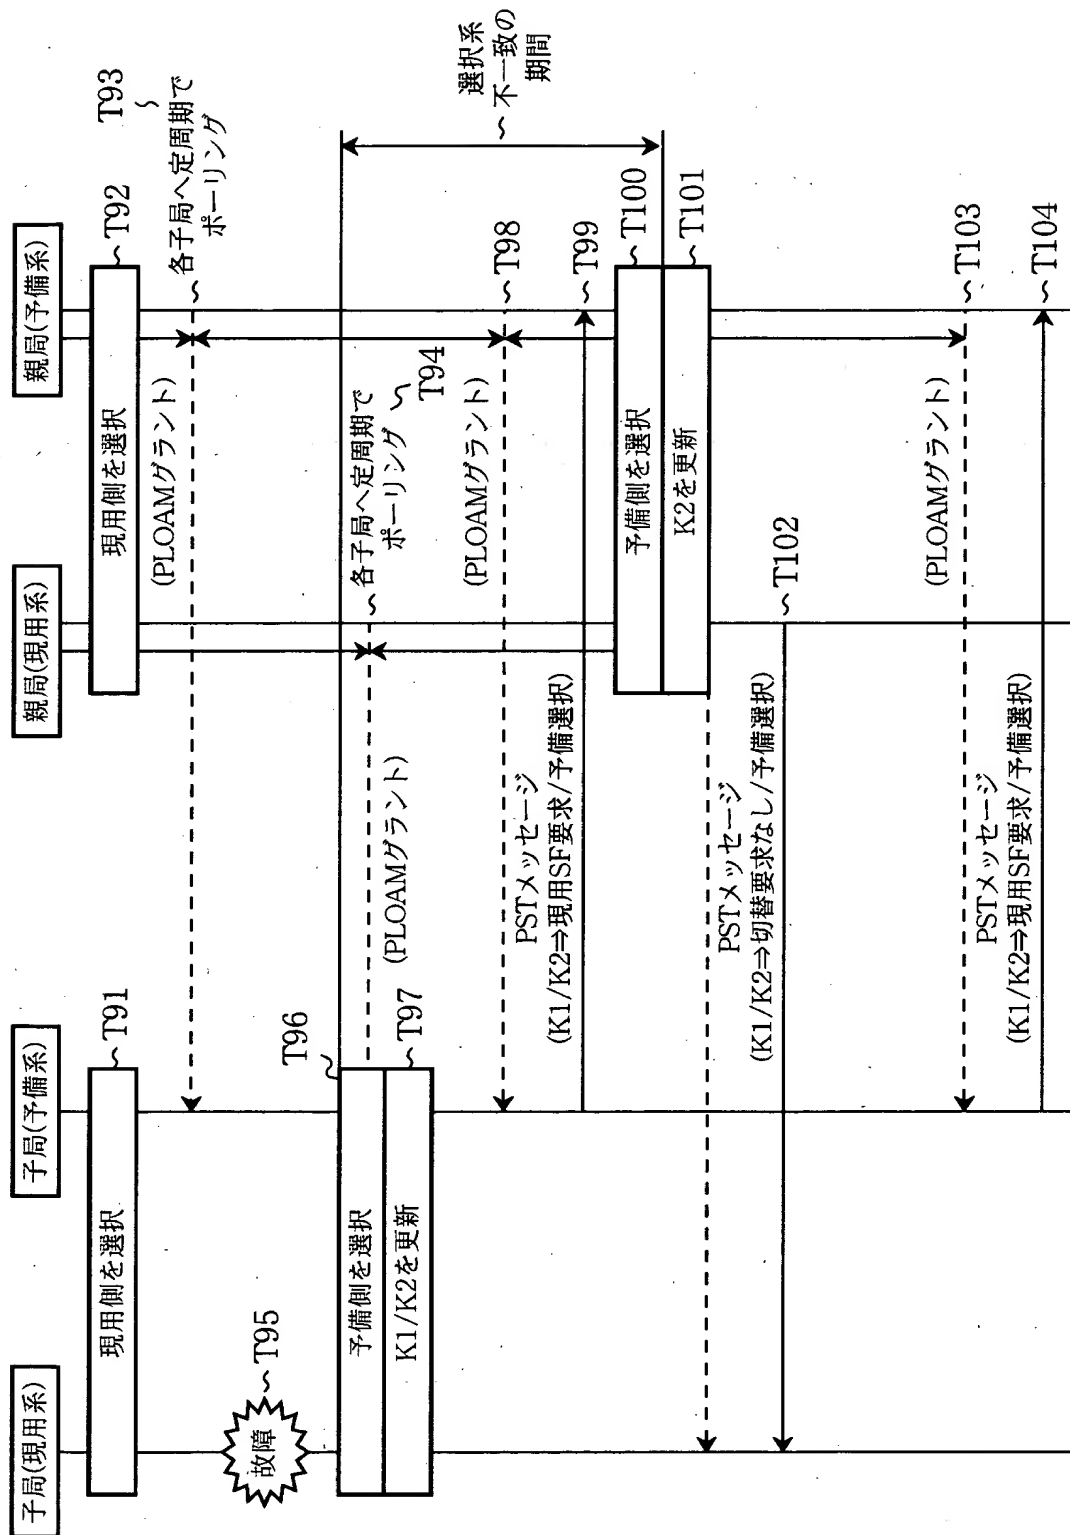 子局(現用系)
子局(予備系)
親局(現用系)
親局(予備系)
現用側を選択
T91
現用側を選択
T92
T93
各子局へ定周期で
ポーリング
(PLOAMグラント)
故障
T95
T96
予備側を選択
K1/K2を更新
T97
各子局へ定周期で
ポーリング
T94
(PLOAMグラント)
選択系
不一致の
期間
(PLOAMグラント)
T98
PSTメッセージ
(K1/K2⇒現用SF要求/予備選択)
T99
予備側を選択
T100
K2を更新
T101
PSTメッセージ
(K1/K2⇒切替要求なし/予備選択)
T102
(PLOAMグラント)
T103
PSTメッセージ
(K1/K2⇒現用SF要求/予備選択)
T104